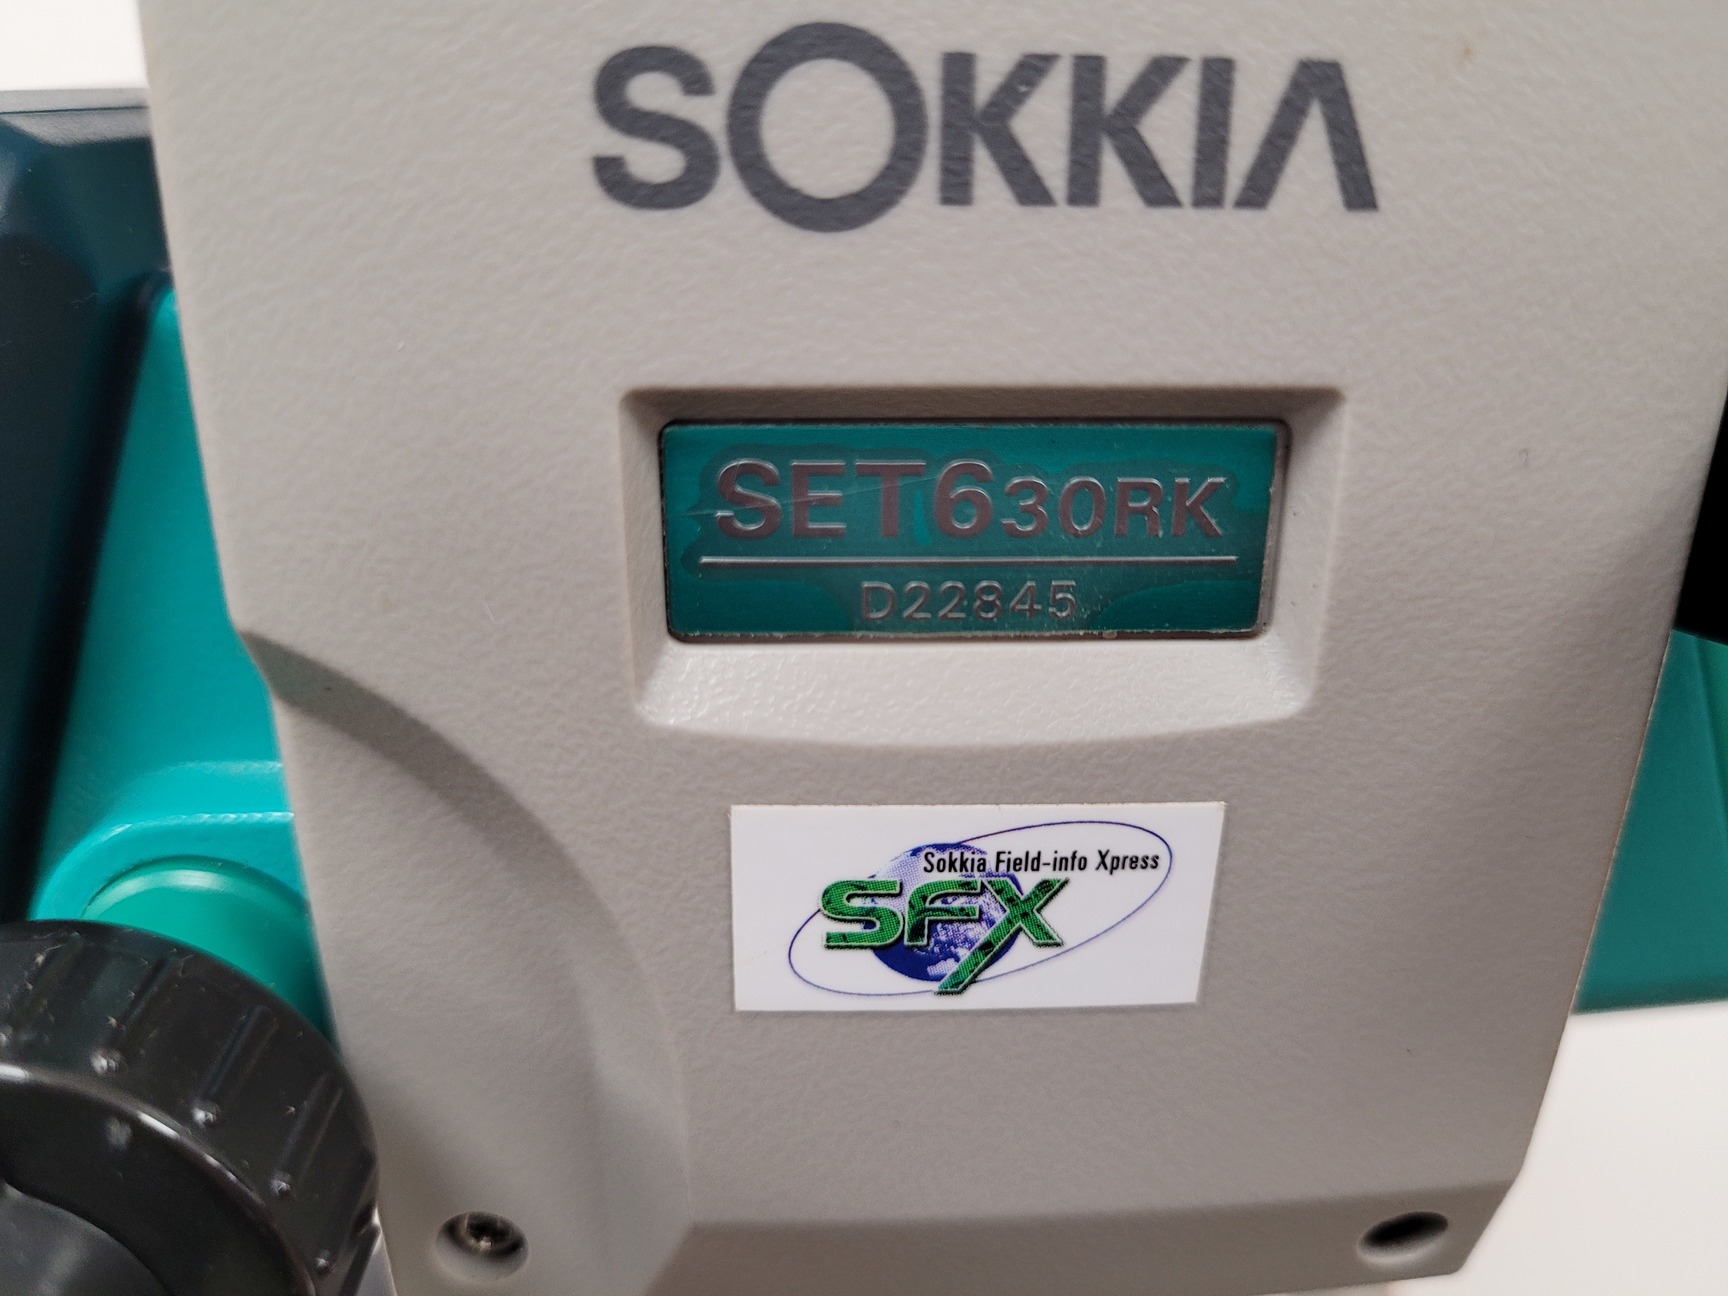 SOKKIA
SET630RK
D22845
Sokkia Field-info Xpress
SFX